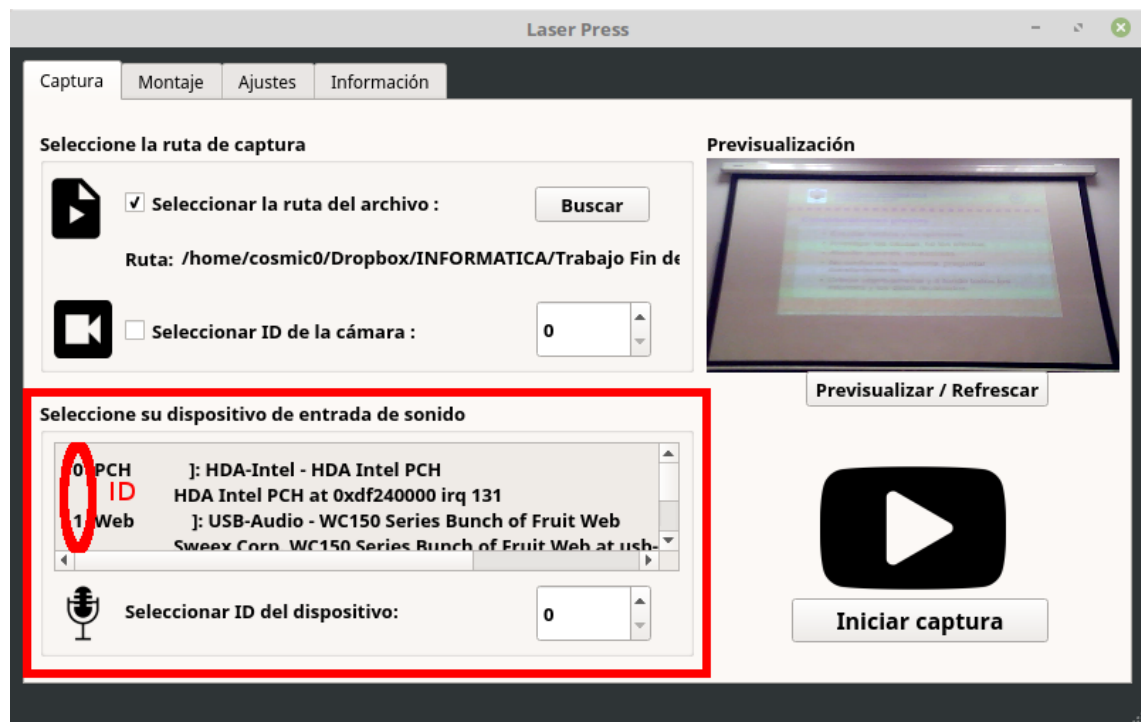 Laser Press
Captura Montaje Ajustes Información
Seleccione la ruta de captura
Seleccionar la ruta del archivo :
Buscar
Ruta: /home/cosmic0/Dropbox/INFORMATICA/Trabajo Fin de
Seleccionar ID de la cámara :
0
Previsualización
Previsualizar / Refrescar
Seleccione su dispositivo de entrada de sonido
0 PCH ]: HDA-Intel - HDA Intel PCH
ID
HDA Intel PCH at 0xdf240000 irq 131
1 Web ]: USB-Audio - WC150 Series Bunch of Fruit Web
Sweex Corp. WC150 Series Bunch of Fruit Web at usb-
Seleccionar ID del dispositivo:
0
Iniciar captura